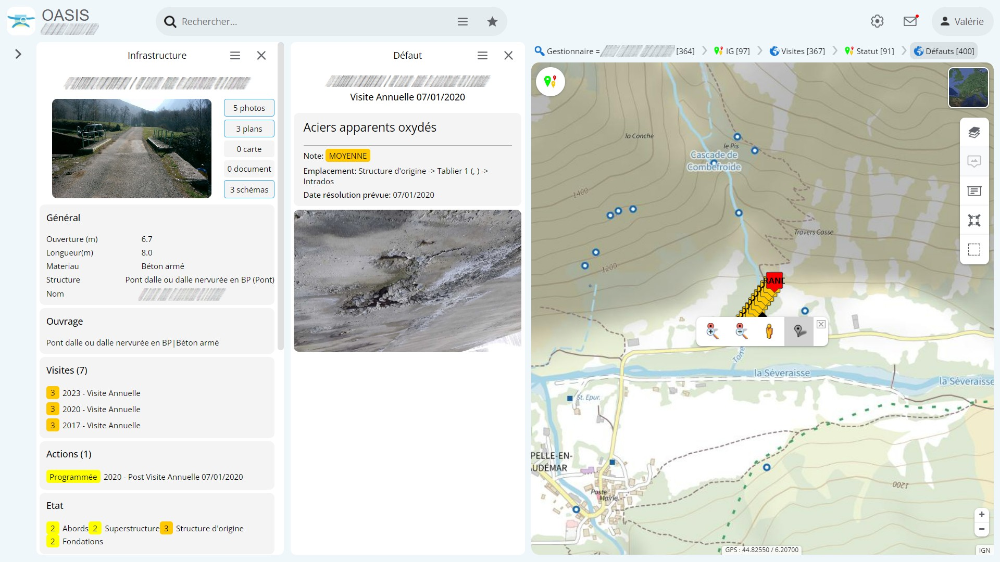 OASIS
Rechercher...
Valérie
Infrastructure
5 photos
3 plans
0 carte
0 document
3 schémas
Général
Ouverture (m) 6.7
Longueur(m) 8.0
Materiau Béton armé
Structure Pont dalle ou dalle nervurée en BP (Pont)
Nom
Ouvrage
Pont dalle ou dalle nervurée en BP|Béton armé
Visites (7)
3 2023 - Visite Annuelle
3 2020 - Visite Annuelle
3 2017 - Visite Annuelle
Actions (1)
Programmée 2020 - Post Visite Annuelle 07/01/2020
Etat
2 Abords 2 Superstructure 3 Structure d'origine
2 Fondations
Défaut
Visite Annuelle 07/01/2020
Aciers apparents oxydés
Note: MOYENNE
Emplacement: Structure d'origine -> Tablier 1 (, ) ->
Intrados
Date résolution prévue: 07/01/2020
Gestionnaire = [364] IG [97] Visites [367] Statut [91] Défauts [400]
la Conche
le Pis
Cascade de
Combefroide
1400
Travers Casse
1200
RAND
Torre
la Séveraisse
la Séveraisse
St. Epur.
PELLE-EN-
UDÉMAR
Poste
Mairie.
1200
+
−
GPS : 44.82550 / 6.20700
IGN